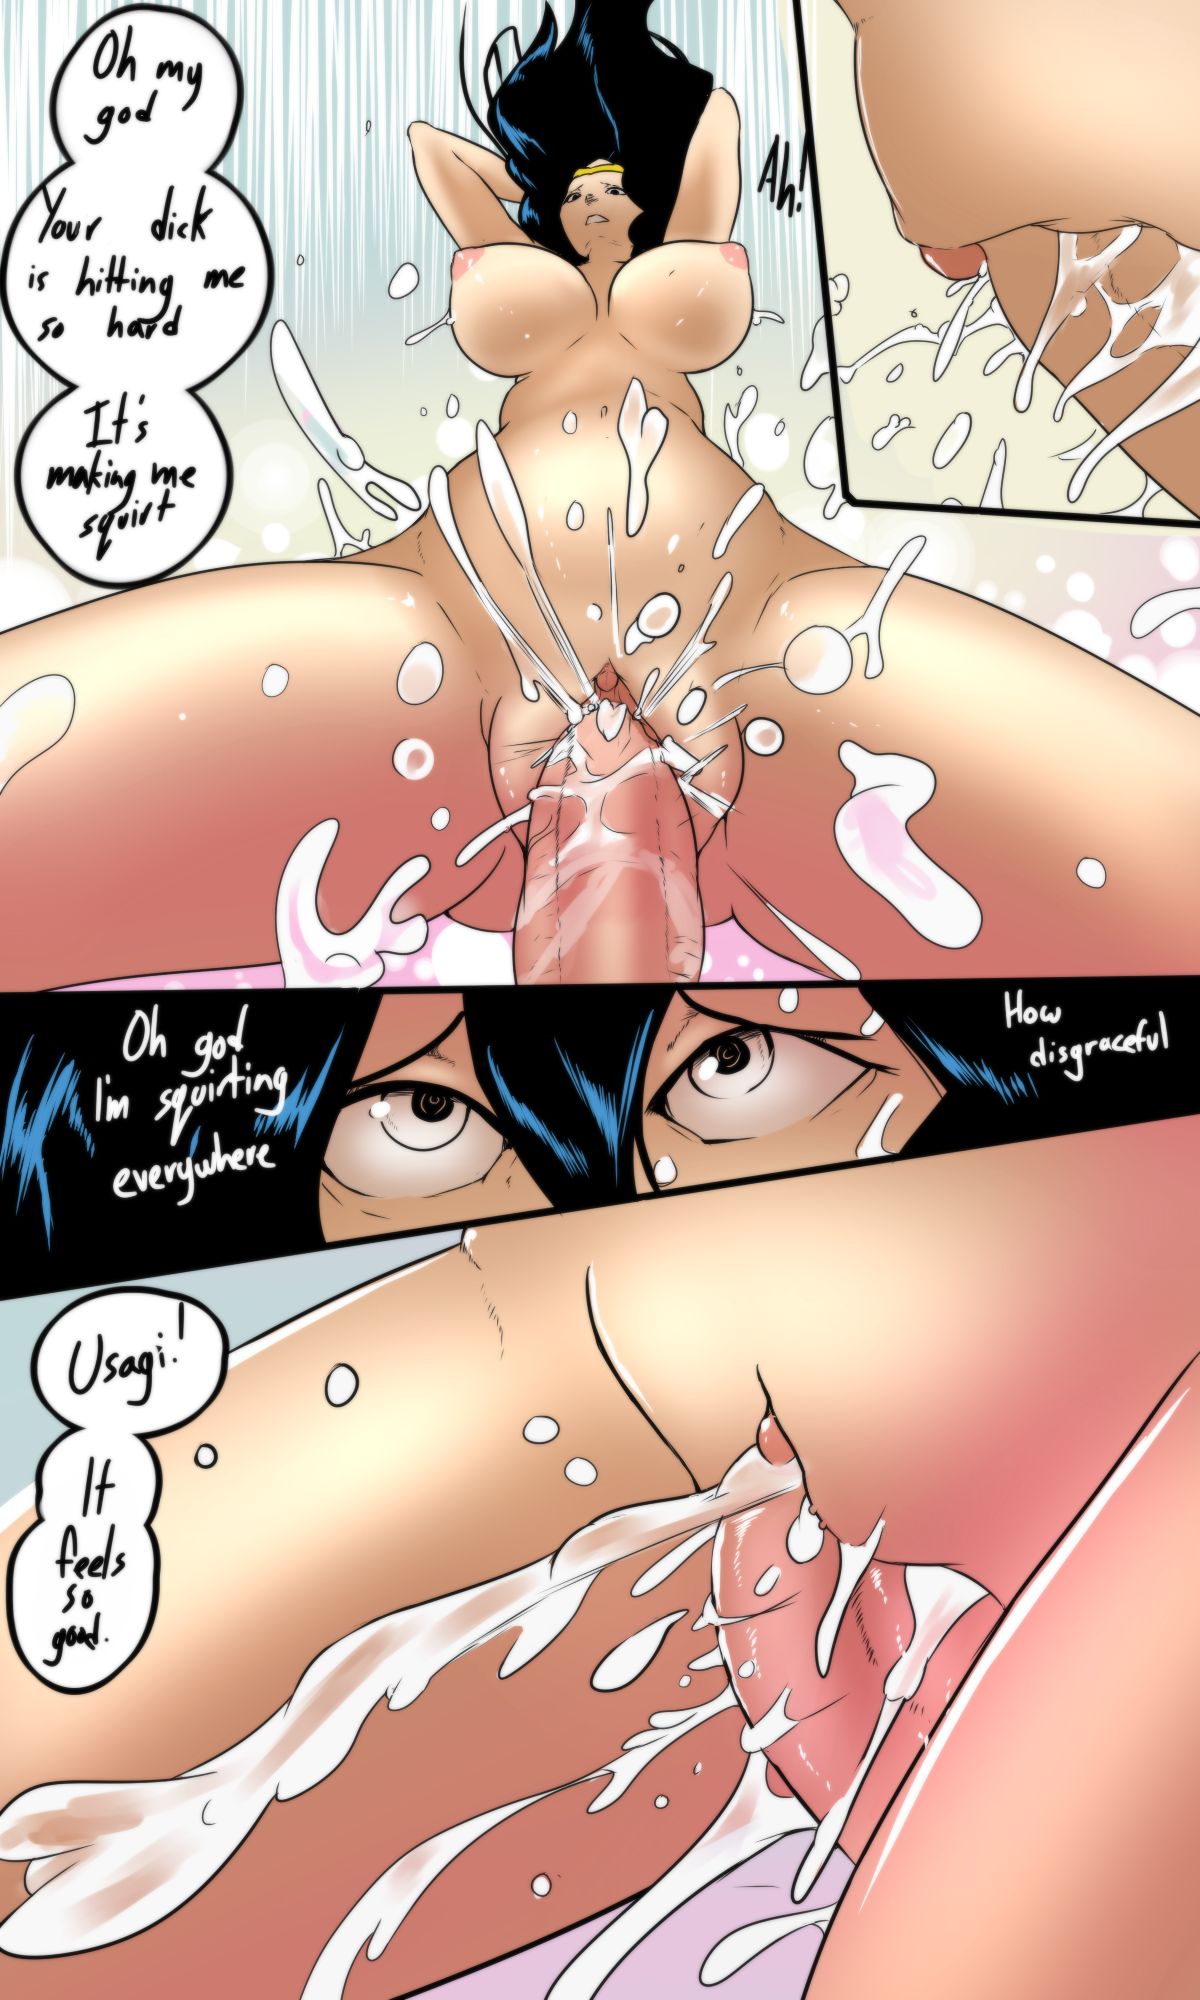 Oh my
god
Your dick
is hitting me
so hard
It's
making me
squirt
Ah!
Oh god
I'm squirting
everywhere
How
disgraceful
Usagi!
It
feels
so
good.